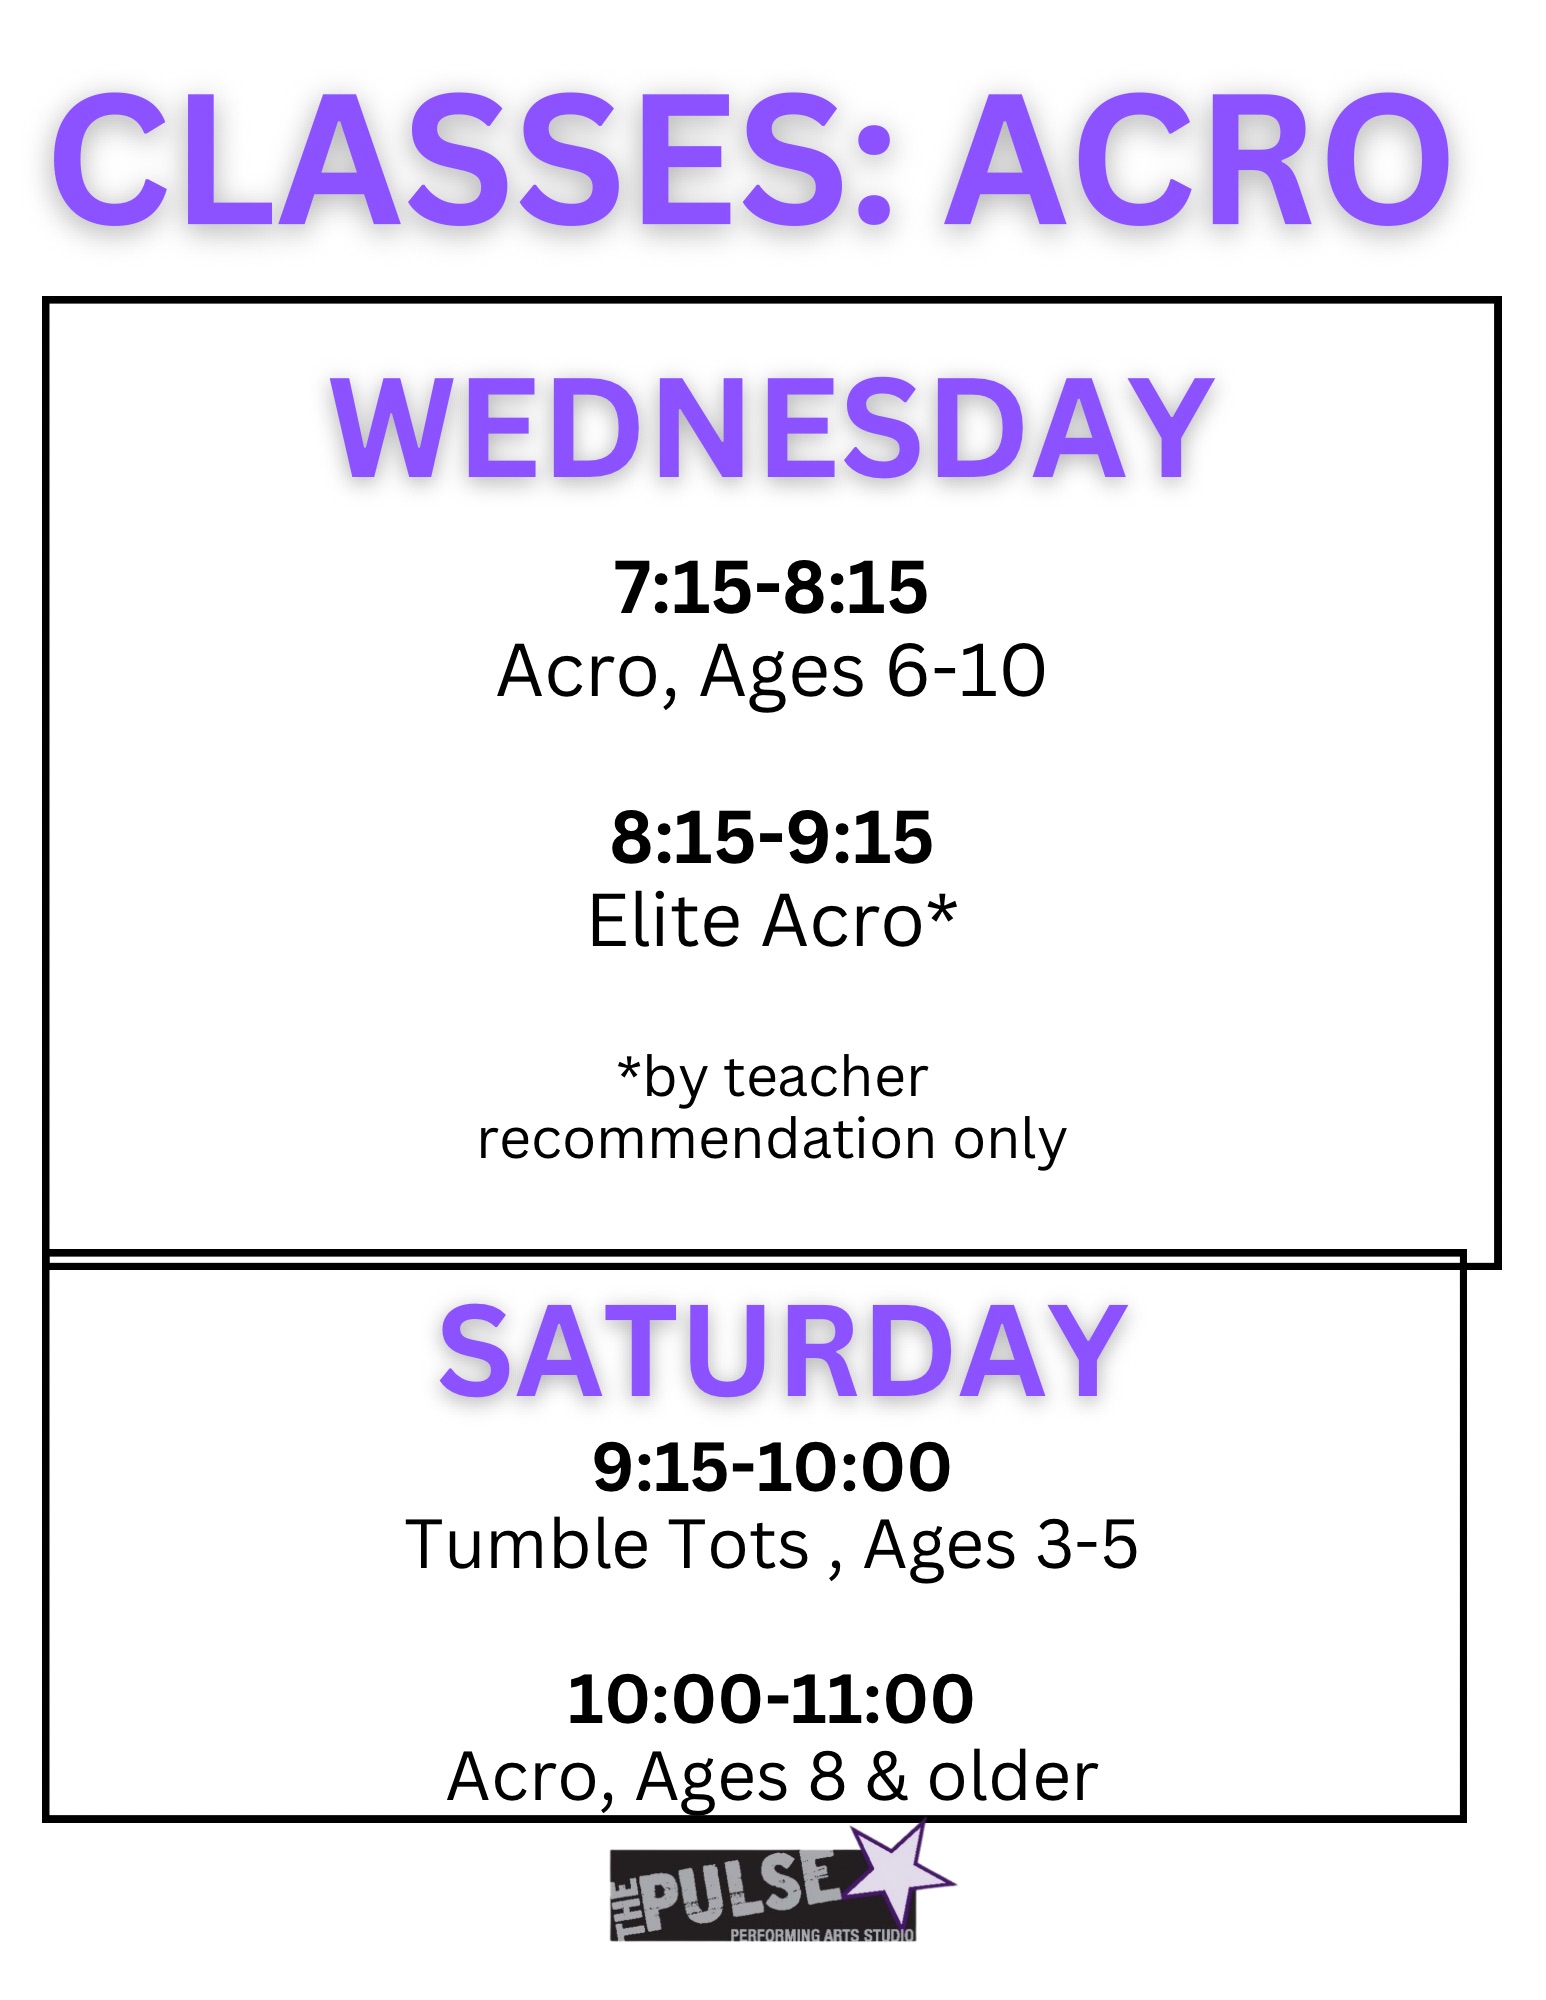 CLASSES: ACRO
WEDNESDAY
7:15-8:15
Acro, Ages 6-10
8:15-9:15
Elite Acro*
*by teacher
recommendation only
SATURDAY
9:15-10:00
Tumble Tots , Ages 3-5
10:00-11:00
Acro, Ages 8 & older
THE PULSE
PERFORMING ARTS STUDIO